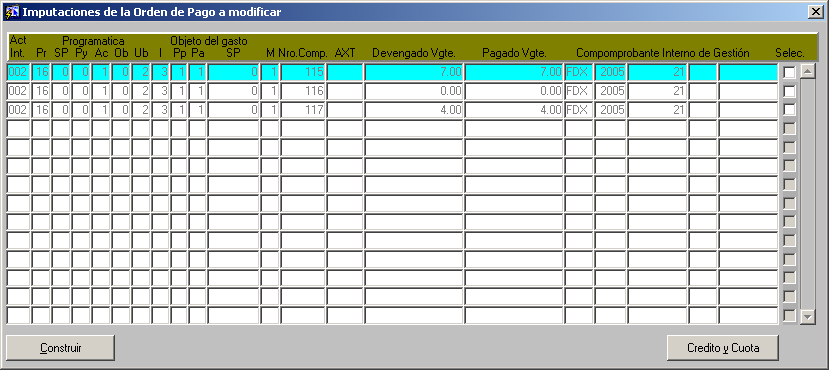 Imputaciones de la Orden de Pago a modificar
Act Programatica Objeto del gasto
Int. Pr SP Py Ac Ob Ub I Pp Pa SP M Nro.Comp. AXT Devengado Vgte. Pagado Vgte. Compomprobante Interno de Gestión Selec.
002 16 0 0 1 0 2 3 1 1 0 1 115 7.00 7.00 FDX 2005 21
002 16 0 0 1 0 2 3 1 1 0 1 116 0.00 0.00 FDX 2005 21
002 16 0 0 1 0 2 3 1 1 0 1 117 4.00 4.00 FDX 2005 21
Construir Credito y Cuota